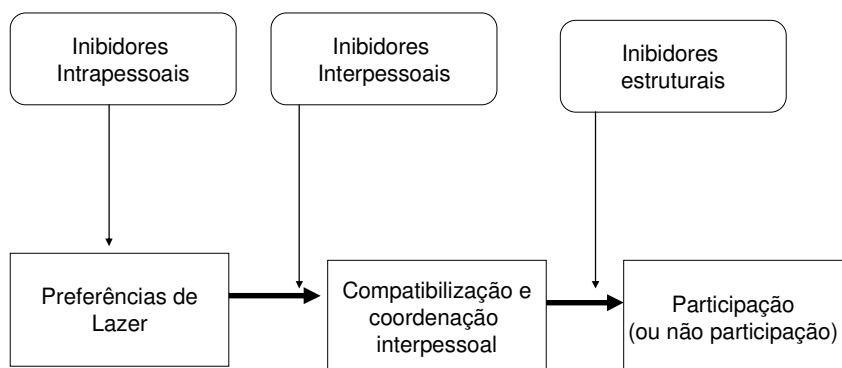 Inibidores
Intrapessoais
Inibidores
Interpessoais
Inibidores
estruturais
Preferências de
Lazer
Compatibilização e
coordenação
interpessoal
Participação
(ou não participação)